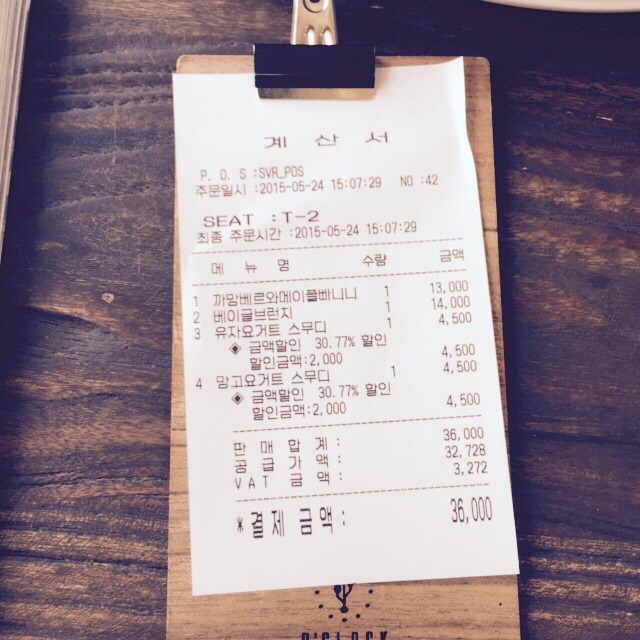 계 산 서
P. O. S :SVR_POS
주문일시 :2015-05-24 15:07:29 NO :42
SEAT :T-2
최종 주문시간 :2015-05-24 15:07:29
메 뉴 명 수량 금액
1 까망베르와메이플빠니니 1 13,000
2 베이글브런치 1 14,000
3 유자요거트 스무디 1 4,500
◈ 금액할인 30.77% 할인
할인금액:2,000 4,500
4 망고요거트 스무디 1 4,500
◈ 금액할인 30.77% 할인
할인금액:2,000 4,500
판 매 합 계 : 36,000
공 급 가 액 : 32,728
VAT 금 액 : 3,272
*결제 금액 : 36,000
O'CLOCK